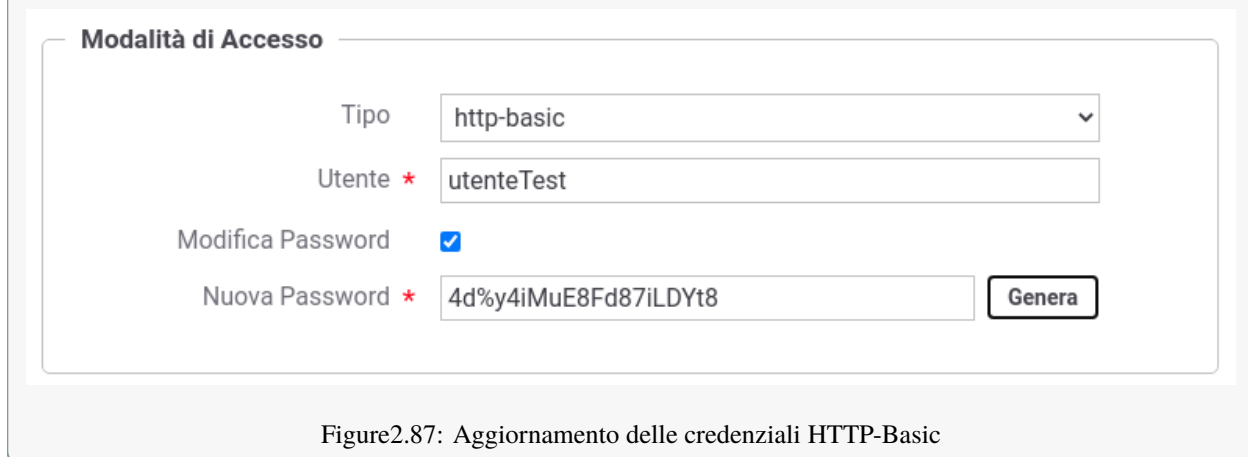 Modalità di Accesso
Tipo http-basic
Utente * utenteTest
Modifica Password
Nuova Password * 4d%y4iMuE8Fd87iLDYt8 Genera
Figure2.87: Aggiornamento delle credenziali HTTP-Basic